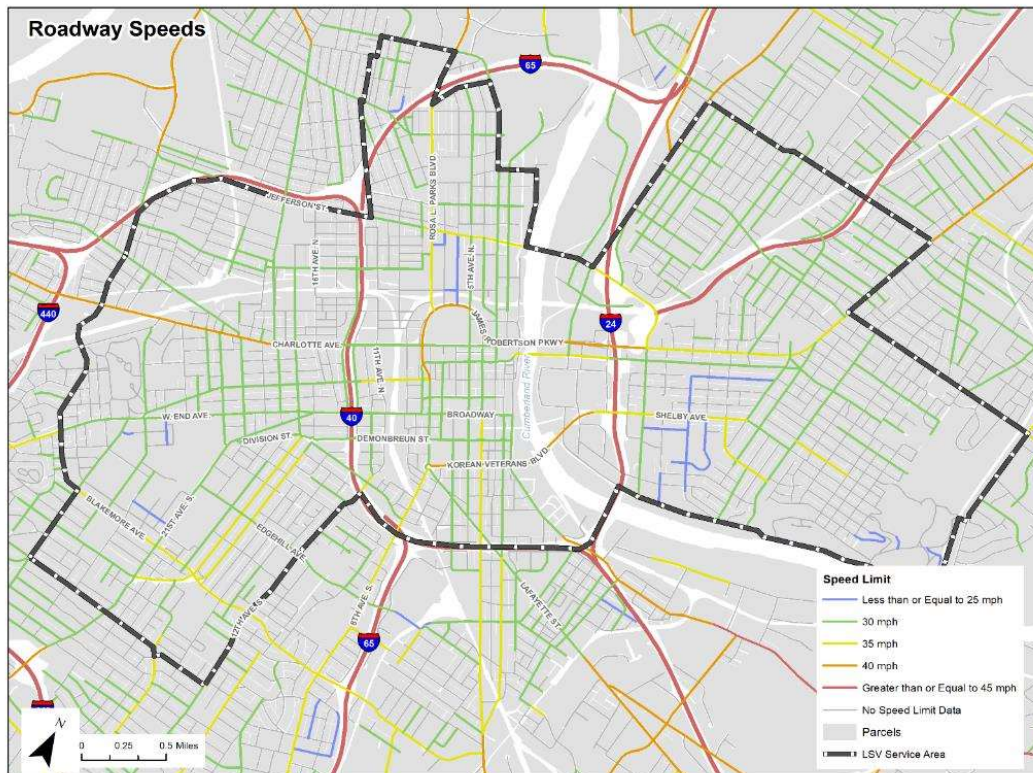 Roadway Speeds
65
ROSA L. PARKS BLVD
JEFFERSON ST
16TH AVE. N
5TH AVE. N.
440
24
JAMES ROBERTSON PKWY
CHARLOTTE AVE.
11TH AVE. N
Cumberland River
W. END AVE
40
BROADWAY
SHELBY AVE
DIVISION ST.
DEMONBREUN ST
KOREAN VETERANS BLVD
BLAKEMORE AVE
21ST AVE. S.
EDGEHILL AVE
12TH AVE. S
8TH AVE. S.
LAFAYETTE ST.
65
Speed Limit
Less than or Equal to 25 mph
30 mph
35 mph
40 mph
Greater than or Equal to 45 mph
No Speed Limit Data
Parcels
LSV Service Area
N
0 0.25 0.5 Miles